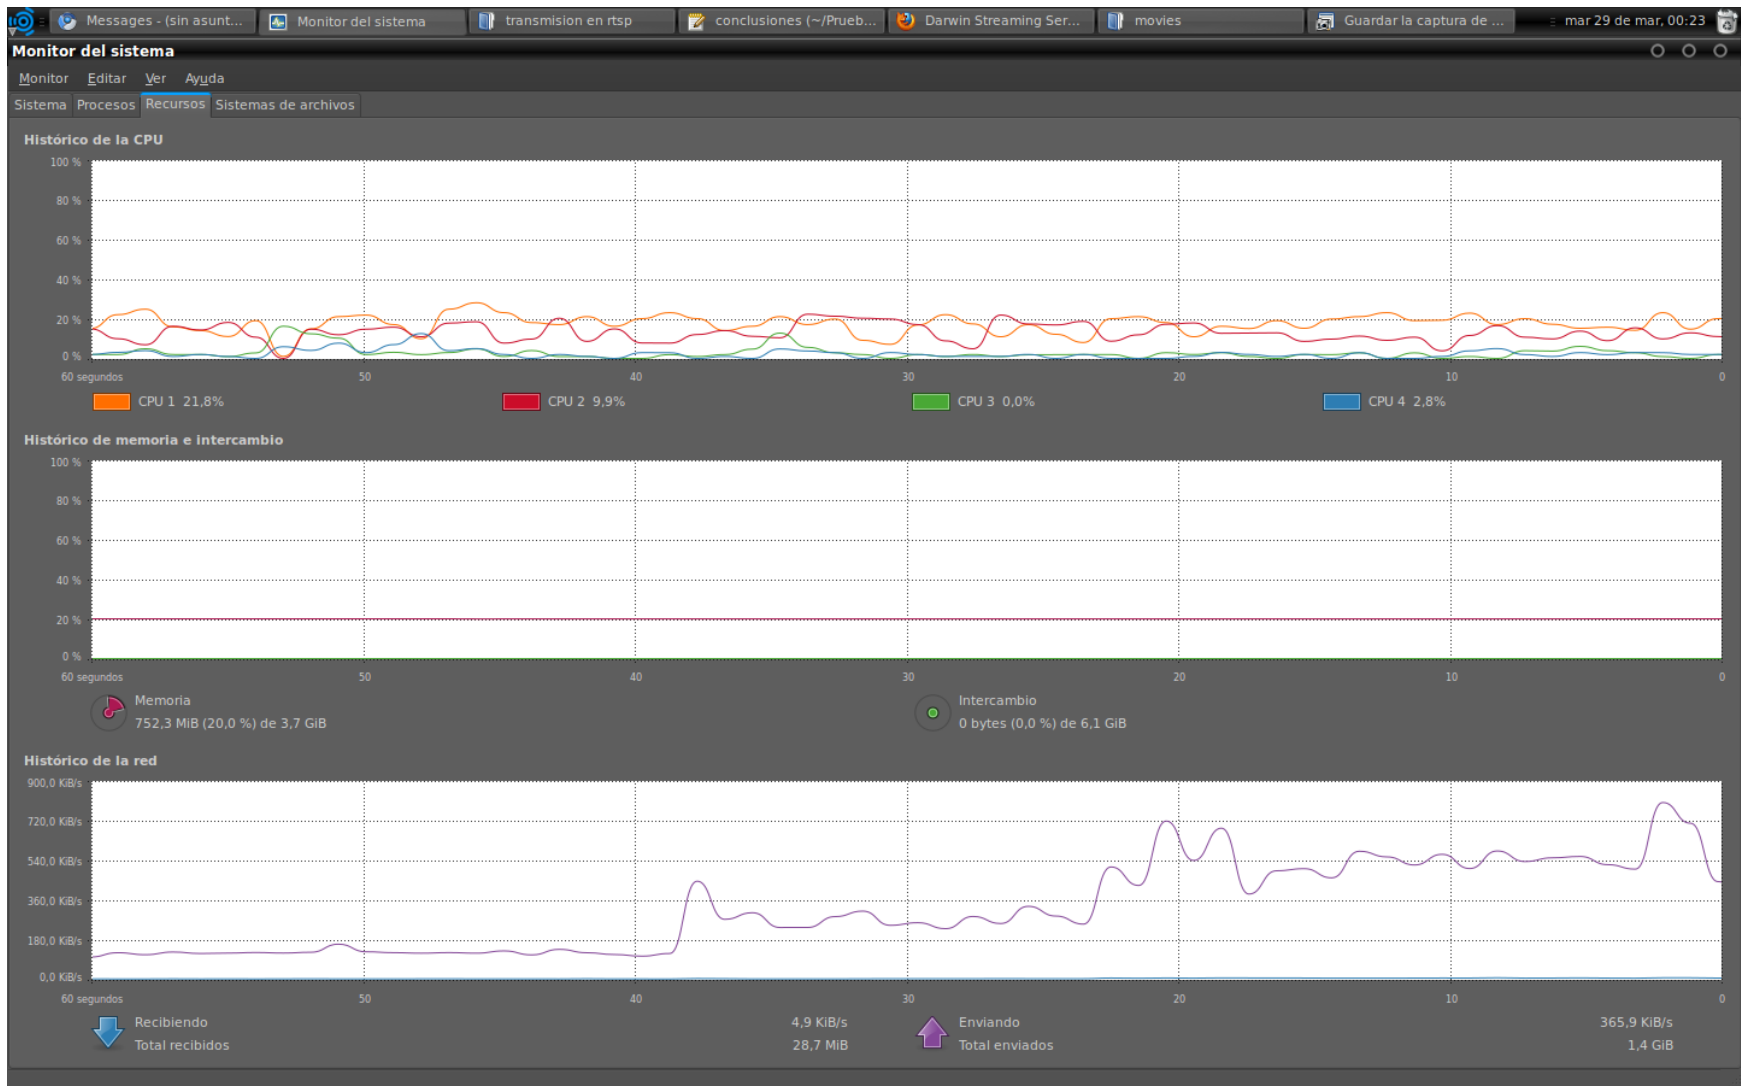 Messages - (sin asunt... Monitor del sistema transmision en rtsp conclusiones (~/Prueb... Darwin Streaming Ser... movies Guardar la captura de ... mar 29 de mar, 00:23
Monitor del sistema
Monitor Editar Ver Ayuda
Sistema Procesos Recursos Sistemas de archivos
Histórico de la CPU
100 %
80 %
60 %
40 %
20 %
0 %
60 segundos 50 40 30 20 10 0
CPU 1 21,8% CPU 2 9,9% CPU 3 0,0% CPU 4 2,8%
Histórico de memoria e intercambio
100 %
80 %
60 %
40 %
20 %
0 %
60 segundos 50 40 30 20 10 0
Memoria Intercambio
752,3 MiB (20,0 %) de 3,7 GiB 0 bytes (0,0 %) de 6,1 GiB
Histórico de la red
900,0 KiB/s
720,0 KiB/s
540,0 KiB/s
360,0 KiB/s
180,0 KiB/s
0,0 KiB/s
60 segundos 50 40 30 20 10 0
Recibiendo 4,9 KiB/s Enviando 365,9 KiB/s
Total recibidos 28,7 MiB Total enviados 1,4 GiB